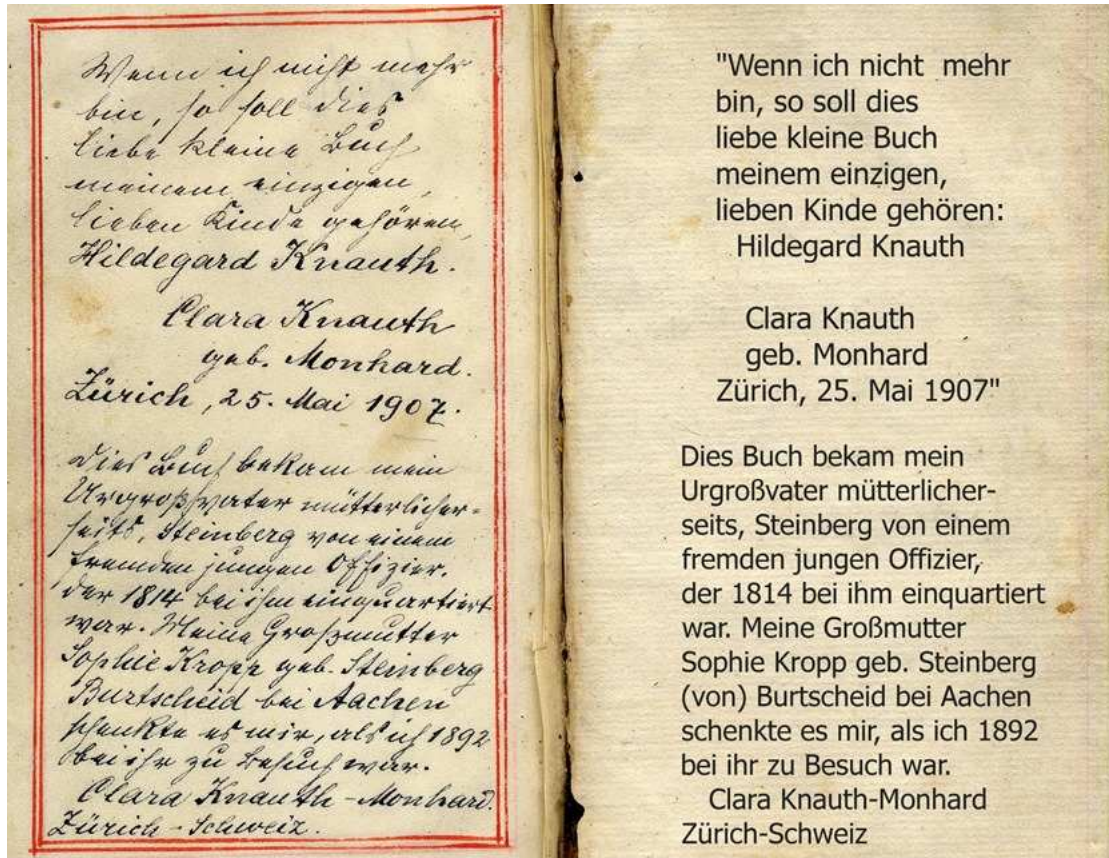 Wenn ich nicht mehr
bin, so soll dies
liebe kleine Buch
meinem einzigen,
lieben Kinde gehören,
Hildegard Knauth.
Clara Knauth
geb. Monhard.
Zürich, 25. Mai 1907.
Dies Buch bekam mein
Urgroßvater mütterlicher=
seits, Steinberg von einem
fremden jungen Offizier.
der 1814 bei ihm einquartiert
war. Meine Großmutter
Sophie Kropp geb. Steinberg
Burtscheid bei Aachen
schenkte es mir, als ich 1892
bei ihr zu Besuch war.
Clara Knauth-Monhard.
Zürich-Schweiz.
"Wenn ich nicht mehr
bin, so soll dies
liebe kleine Buch
meinem einzigen,
lieben Kinde gehören:
Hildegard Knauth
Clara Knauth
geb. Monhard
Zürich, 25. Mai 1907"
Dies Buch bekam mein
Urgroßvater mütterlicher-
seits, Steinberg von einem
fremden jungen Offizier,
der 1814 bei ihm einquartiert
war. Meine Großmutter
Sophie Kropp geb. Steinberg
(von) Burtscheid bei Aachen
schenkte es mir, als ich 1892
bei ihr zu Besuch war.
Clara Knauth-Monhard
Zürich-Schweiz